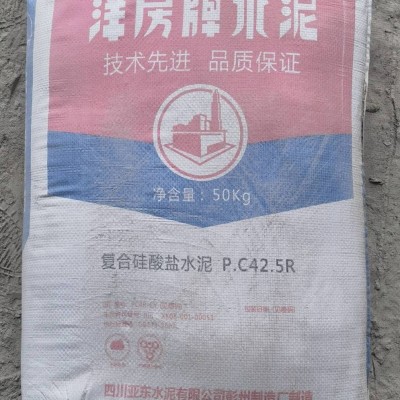 洋房牌水泥
技术先进 品质保证
净含量：50Kg
复合硅酸盐水泥 P.C42.5R
四川亚东水泥有限公司彭州制造厂制造